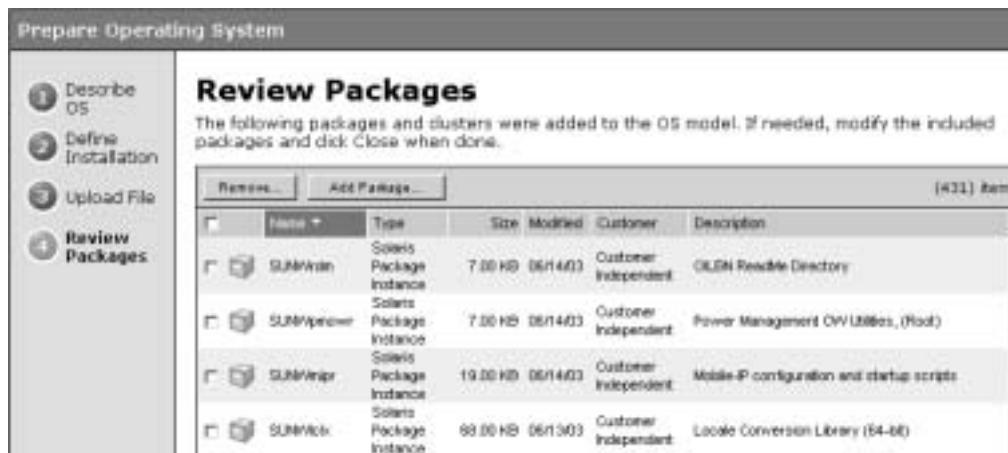 Prepare Operating System
1 Describe OS
2 Define Installation
3 Upload File
4 Review Packages
Review Packages
The following packages and clusters were added to the OS model. If needed, modify the included
packages and click Close when done.
Remove... Add Package... (431) item
Name Type Size Modified Customer Description
Solaris Package Instance 7.00 KB 06/14/03 Customer Independent Directory
Solaris Package Instance 7.00 KB 06/14/03 Customer Independent Power Management OW Utilities, (Root)
Solaris Package Instance 19.00 KB 06/14/03 Customer Independent Mobile-IP configuration and startup scripts
Solaris Package Instance 68.00 KB 06/13/03 Customer Independent Locale Conversion Library (64-bit)